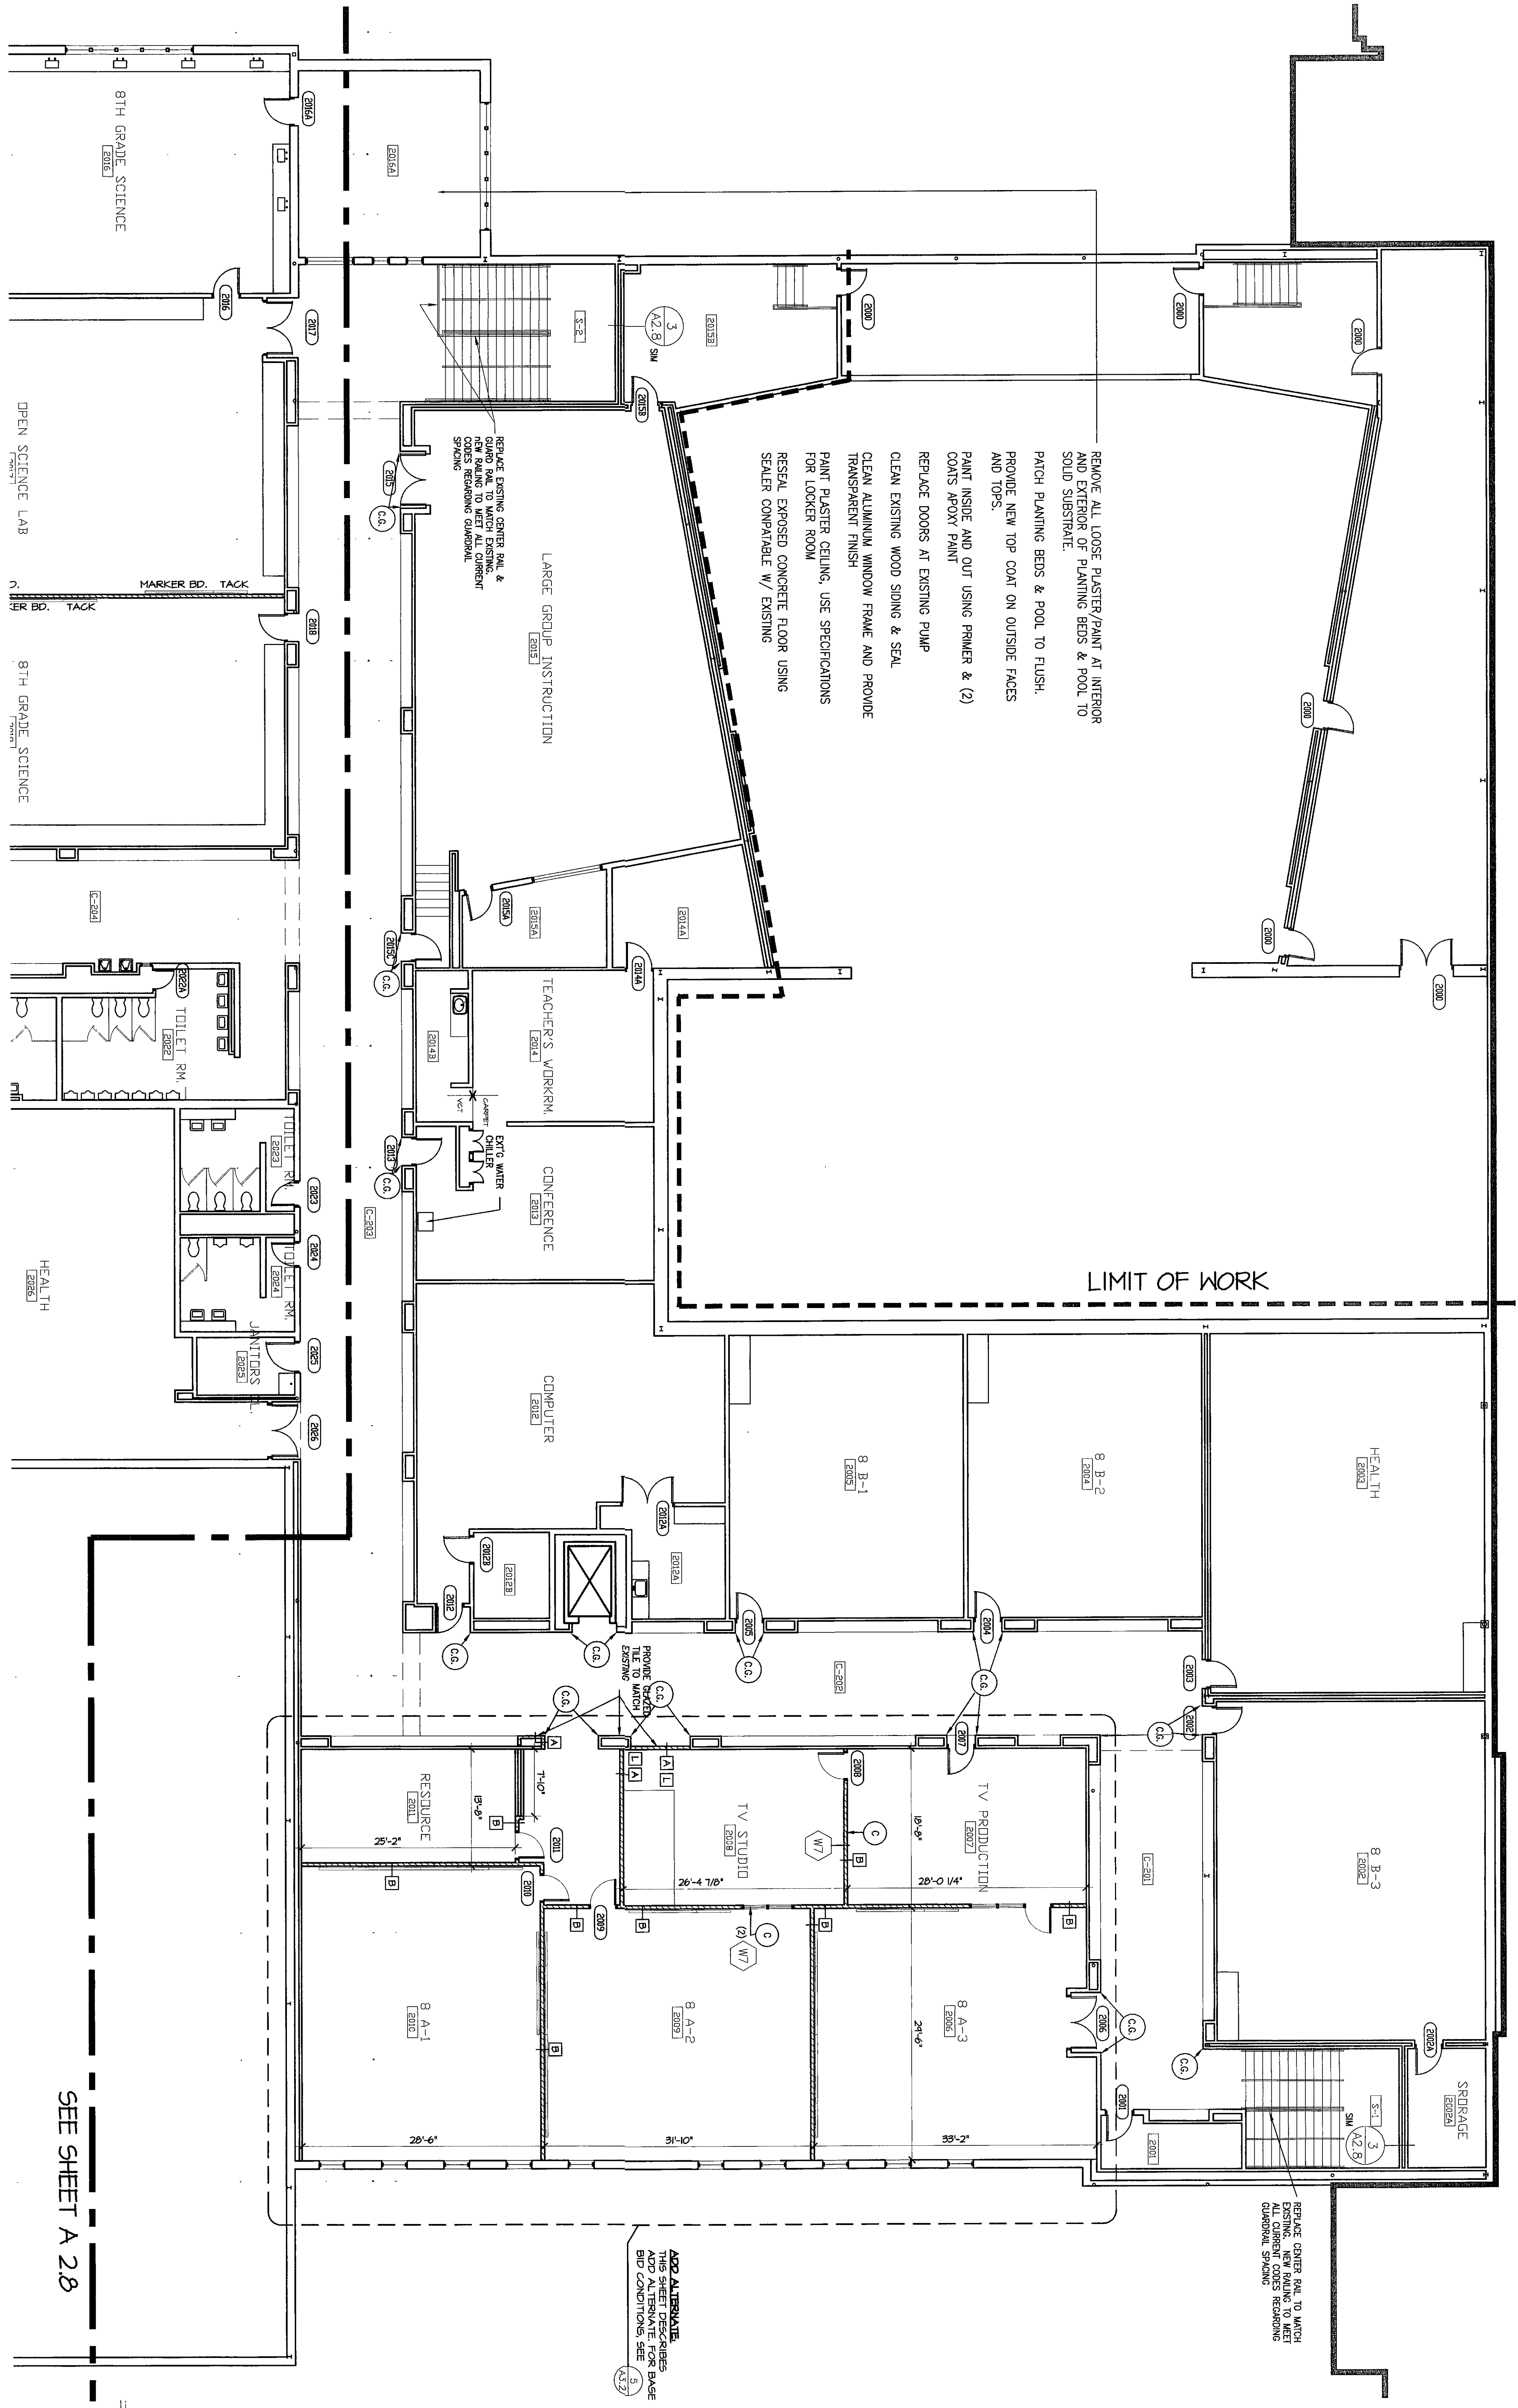 8TH GRADE SCIENCE
2016
2016A
2016A
2016
2017
OPEN SCIENCE LAB
MARKER BD. TACK
KER BD. TACK
D.
2018
8TH GRADE SCIENCE
C-204
2022A
TOILET RM.
2022
TOILET RM.
2023
2023
TOILET RM.
2024
2024
JANITORS
2025
2025
2026
HEALTH
2026
C-203
S-2
3
A2.8
SIM
2015B
2015B
2000
2000
2000
2000
2000
2000
REPLACE EXISTING CENTER RAIL &
GUARD RAIL TO MATCH EXISTING.
nEW RAILING TO MEET ALL CURRENT
CODES REGARDING GUARDRAIL
SPACING
2015
C.G.
LARGE GROUP INSTRUCTION
2015
REMOVE ALL LOOSE PLASTER/PAINT AT INTERIOR
AND EXTERIOR OF PLANTING BEDS & POOL TO
SOLID SUBSTRATE.
PATCH PLANTING BEDS & POOL TO FLUSH.
PROVIDE NEW TOP COAT ON OUTSIDE FACES
AND TOPS.
PAINT INSIDE AND OUT USING PRIMER & (2)
COATS APOXY PAINT
REPLACE DOORS AT EXISTING PUMP
CLEAN EXISTING WOOD SIDING & SEAL
CLEAN ALUMINUM WINDOW FRAME AND PROVIDE
TRANSPARENT FINISH
PAINT PLASTER CEILING, USE SPECIFICATIONS
FOR LOCKER ROOM
RESEAL EXPOSED CONCRETE FLOOR USING
SEALER CONPATABLE W/ EXISTING
2015A
2015A
2014A
2014A
2015C
C.G.
TEACHER'S WORKRM.
2014
2014B
CARPET
VCT
EXT'G WATER
CHILLER
2013
C.G.
CONFERENCE
2013
LIMIT OF WORK
COMPUTER
2012
2012A
2012A
2012B
2012B
2012
C.G.
C.G.
8 B-1
2005
2005
C.G.
8 B-2
2004
2004
C.G.
HEALTH
2003
2003
C-202
PROVIDE GLAZED
TILE TO MATCH
EXISTING
C.G.
C.G.
2002
C.G.
8 B-3
2002
2002A
SRORAGE
2002A
C-201
RESOURCE
2011
25'-2"
13'-8"
7'-10"
A
B
2011
2010
2009
B
L
A
A
L
TV STUDIO
2008
2008
26'-4 7/8"
C
W7
B
TV PRODUCTION
2007
2007
18'-8"
28'-0 1/4"
B
B
C
(2)
W7
B
B
8 A-1
2010
28'-6"
B
8 A-2
2009
31'-10"
8 A-3
2006
29'-6"
33'-2"
2006
C.G.
C.G.
2001
2001
S-1
SIM
3
A2.8
REPLACE CENTER RAIL TO MATCH
EXISTING. NEW RAILING TO MEET
ALL CURRENT CODES REGARDING
GUARDRAIL SPACING
ADD ALTERNATE:
THIS SHEET DESCRIBES
ADD ALTERNATE. FOR BASE
BID CONDITIONS, SEE
5
A3.2
SEE SHEET A 2.8